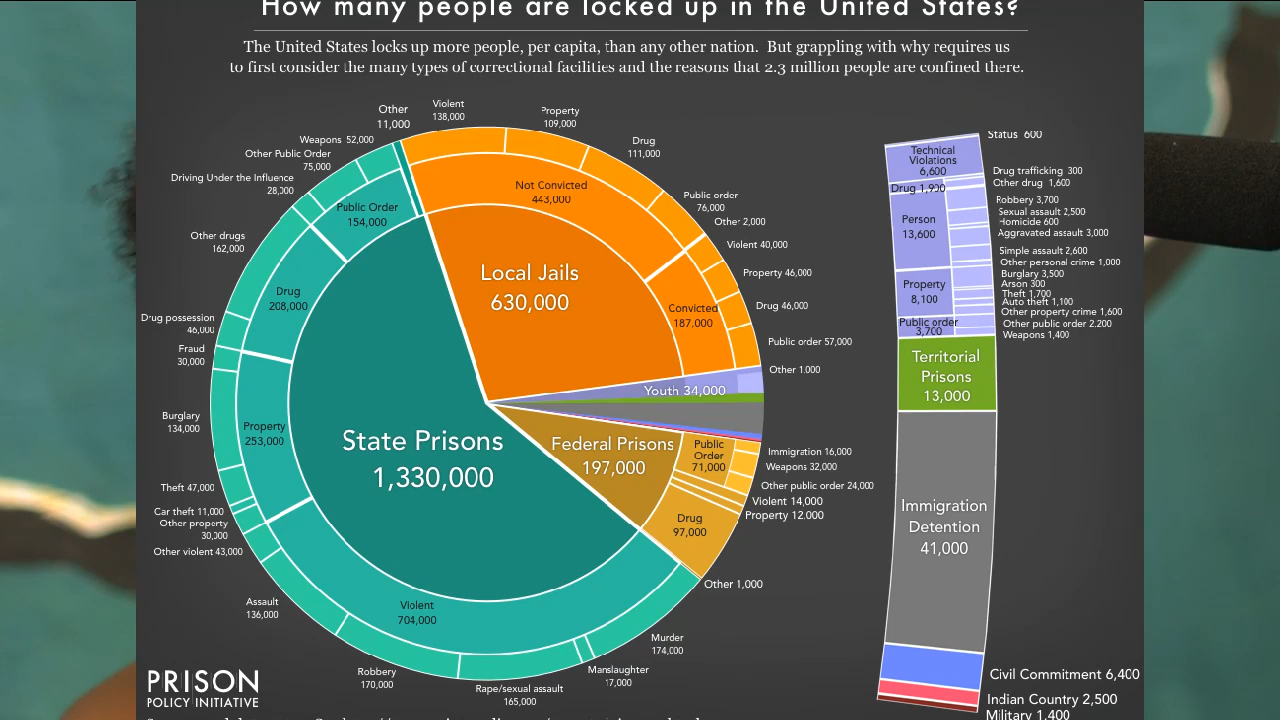 How many people are locked up in the United States?
The United States locks up more people, per capita, than any other nation. But grappling with why requires us
to first consider the many types of correctional facilities and the reasons that 2.3 million people are confined there.
Other
11,000
Violent
138,000
Property
109,000
Drug
111,000
Public order
76,000
Other 2,000
Violent 40,000
Property 46,000
Drug 46,000
Public order 57,000
Other 1,000
Not Convicted
443,000
Local Jails
630,000
Convicted
187,000
Youth 34,000
Weapons 52,000
Other Public Order
75,000
Driving Under the Influence
28,000
Public Order
154,000
Other drugs
162,000
Drug
208,000
Drug possession
46,000
Fraud
30,000
Burglary
134,000
Property
253,000
Theft 47,000
Car theft 11,000
Other property
30,000
Other violent 43,000
Assault
136,000
Robbery
170,000
Rape/sexual assault
165,000
Manslaughter
17,000
Murder
174,000
Violent
704,000
State Prisons
1,330,000
Federal Prisons
197,000
Public
Order
71,000
Immigration 16,000
Weapons 32,000
Other public order 24,000
Violent 14,000
Property 12,000
Drug
97,000
Other 1,000
Status 600
Technical
Violations
6,600
Drug trafficking 300
Other drug 1,600
Drug 1,900
Robbery 3,700
Sexual assault 2,500
Homicide 600
Aggravated assault 3,000
Person
13,600
Simple assault 2,600
Other personal crime 1,000
Burglary 3,500
Arson 300
Theft 1,700
Auto theft 1,100
Other property crime 1,600
Property
8,100
Other public order 2,200
Weapons 1,400
Public order
3,700
Territorial
Prisons
13,000
Immigration
Detention
41,000
Civil Commitment 6,400
Indian Country 2,500
Military 1,400
PRISON
POLICY INITIATIVE